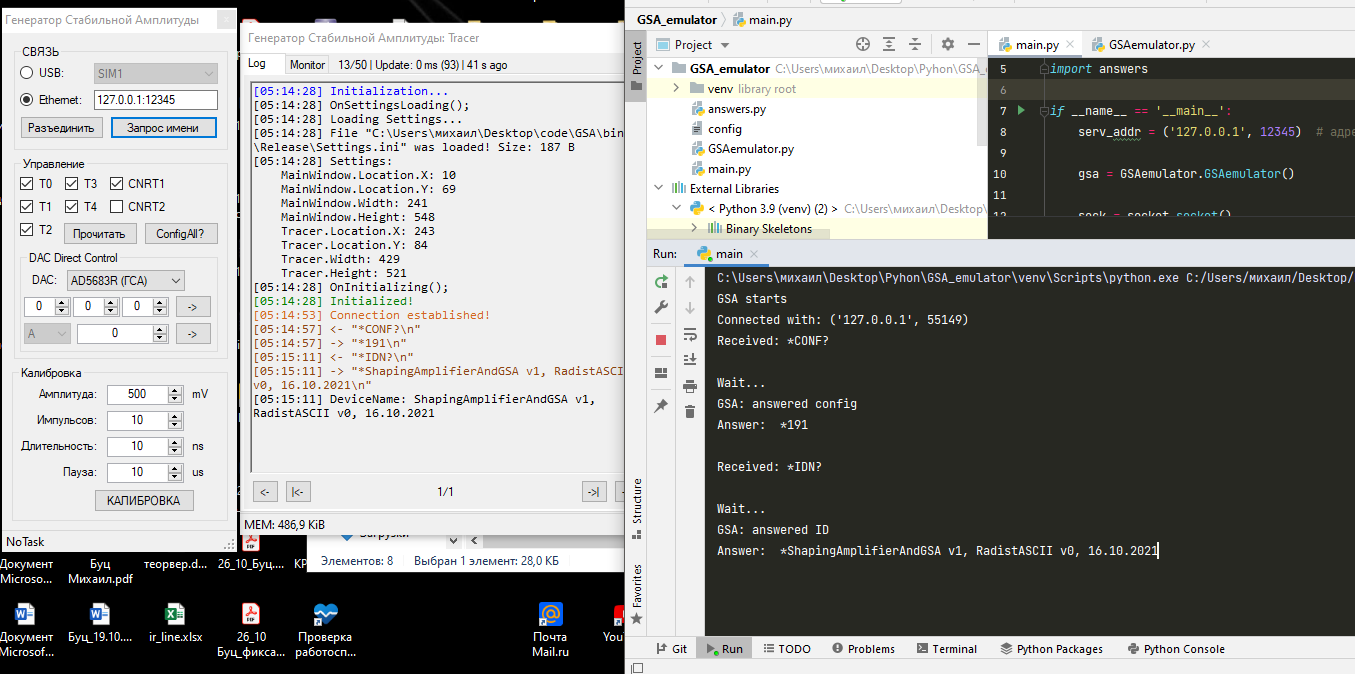 Генератор Стабильной Амплитуды
СВЯЗЬ
USB: SIM1
Ethernet: 127.0.0.1:12345
Разъединить Запрос имени
Управление
T0 T3 CNRT1
T1 T4 CNRT2
T2 Прочитать ConfigAll?
DAC Direct Control
DAC: AD5683R (ГСА)
0 0 0 ->
A 0 ->
Калибровка
Амплитуда: 500 mV
Импульсов: 10
Длительность: 10 ns
Пауза: 10 us
КАЛИБРОВКА
NoTask
Генератор Стабильной Амплитуды: Tracer
Log Monitor 13/50 | Update: 0 ms (93) | 41 s ago
[05:14:28] Initialization...
[05:14:28] OnSettingsLoading();
[05:14:28] Loading Settings...
[05:14:28] File "C:\Users\михаил\Desktop\code\GSA\bin
\Release\Settings.ini" was loaded! Size: 187 B
[05:14:28] Settings:
MainWindow.Location.X: 10
MainWindow.Location.Y: 69
MainWindow.Width: 241
MainWindow.Height: 548
Tracer.Location.X: 243
Tracer.Location.Y: 84
Tracer.Width: 429
Tracer.Height: 521
[05:14:28] OnInitializing();
[05:14:28] Initialized!
[05:14:53] Connection established!
[05:14:57] <- "*CONF?\n"
[05:14:57] -> "*191\n"
[05:15:11] <- "*IDN?\n"
[05:15:11] -> "*ShapingAmplifierAndGSA v1, RadistASCI
v0, 16.10.2021\n"
[05:15:11] DeviceName: ShapingAmplifierAndGSA v1,
RadistASCII v0, 16.10.2021
<- |<- 1/1 ->|
MEM: 486,9 KiB
Загрузки
Элементов: 8 Выбран 1 элемент: 28,0 КБ
Документ
Microso...
Буц
Михаил.pdf
теорвер.d...
26_10_Буц....
КР
Документ
Microsof...
Буц_19.10....
ir_line.xlsx
26_10
Буц_фикса...
Проверка
работосп...
Почта
Mail.ru
YouT
GSA_emulator main.py
Project
Project
GSA_emulator C:\Users\михаил\Desktop\Pyhon\GSA_
venv library root
answers.py
config
GSAemulator.py
main.py
External Libraries
< Python 3.9 (venv) (2) > C:\Users\михаил\Desktop\
Binary Skeletons
main.py GSAemulator.py
5 import answers
6
7 if __name__ == '__main__':
8 serv_addr = ('127.0.0.1', 12345) # адре
9
10 gsa = GSAemulator.GSAemulator()
11
12 sock = socket.socket()
Run: main
C:\Users\михаил\Desktop\Pyhon\GSA_emulator\venv\Scripts\python.exe C:/Users/михаил/Desktop/
GSA starts
Connected with: ('127.0.0.1', 55149)
Received: *CONF?
Wait...
GSA: answered config
Answer: *191
Received: *IDN?
Wait...
GSA: answered ID
Answer: *ShapingAmplifierAndGSA v1, RadistASCII v0, 16.10.2021
Structure
Favorites
Git Run TODO Problems Terminal Python Packages Python Console